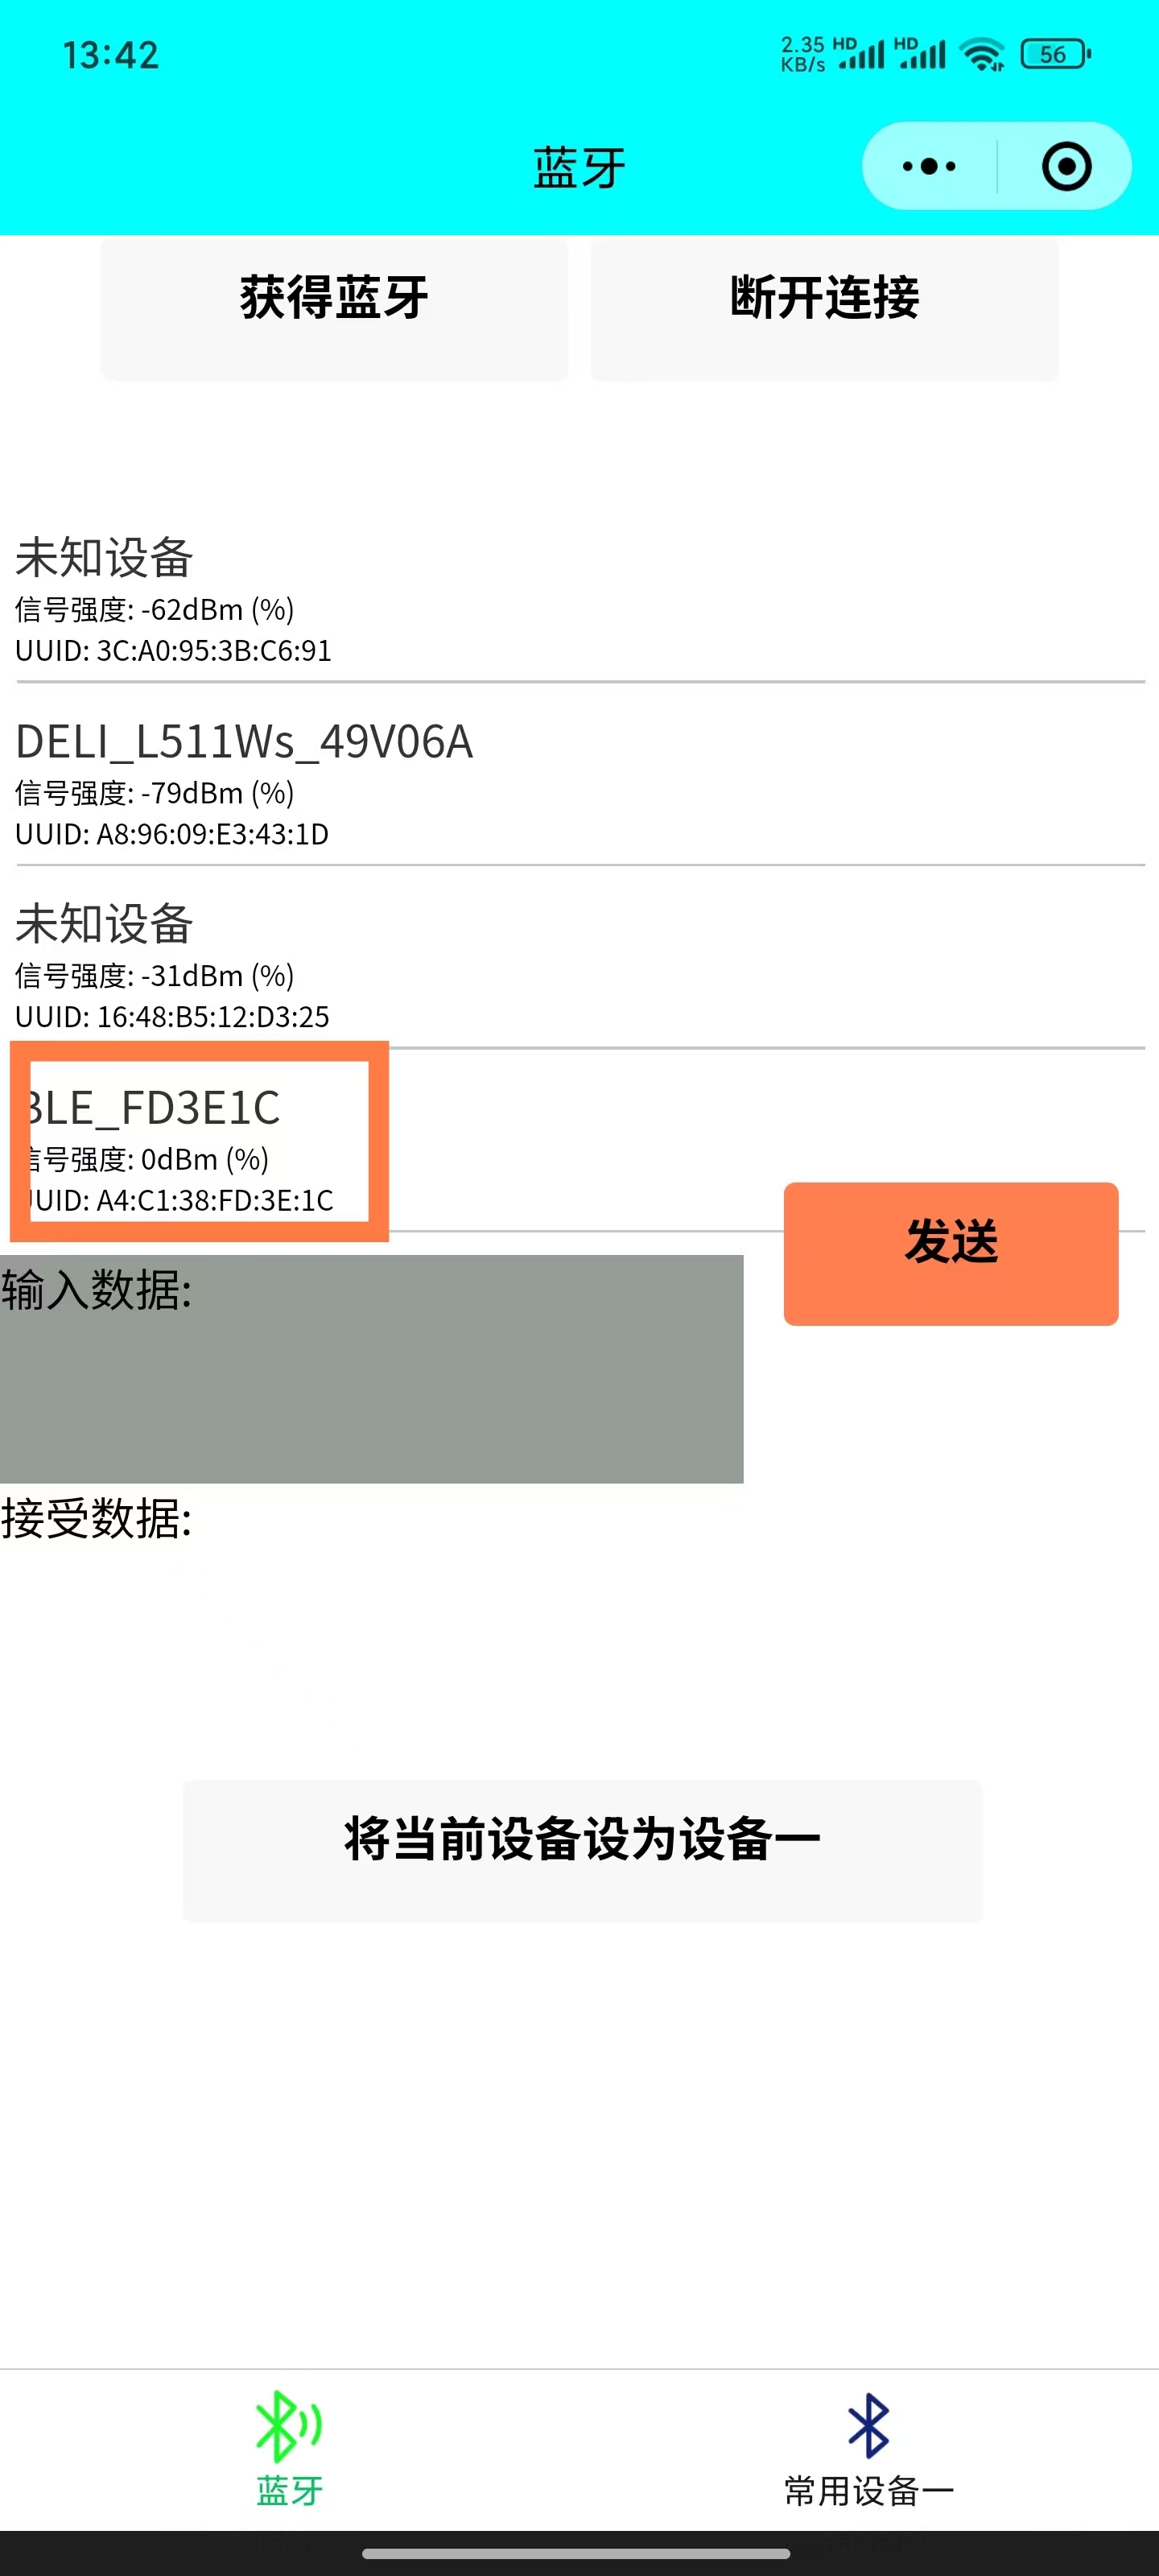 13:42
2.35 KB/s HD HD 56
蓝牙
获得蓝牙
断开连接
未知设备
信号强度: -62dBm (%)
UUID: 3C:A0:95:3B:C6:91
DELI_L511Ws_49V06A
信号强度: -79dBm (%)
UUID: A8:96:09:E3:43:1D
未知设备
信号强度: -31dBm (%)
UUID: 16:48:B5:12:D3:25
BLE_FD3E1C
信号强度: 0dBm (%)
UUID: A4:C1:38:FD:3E:1C
发送
输入数据:
接受数据:
将当前设备设为设备一
蓝牙
常用设备一